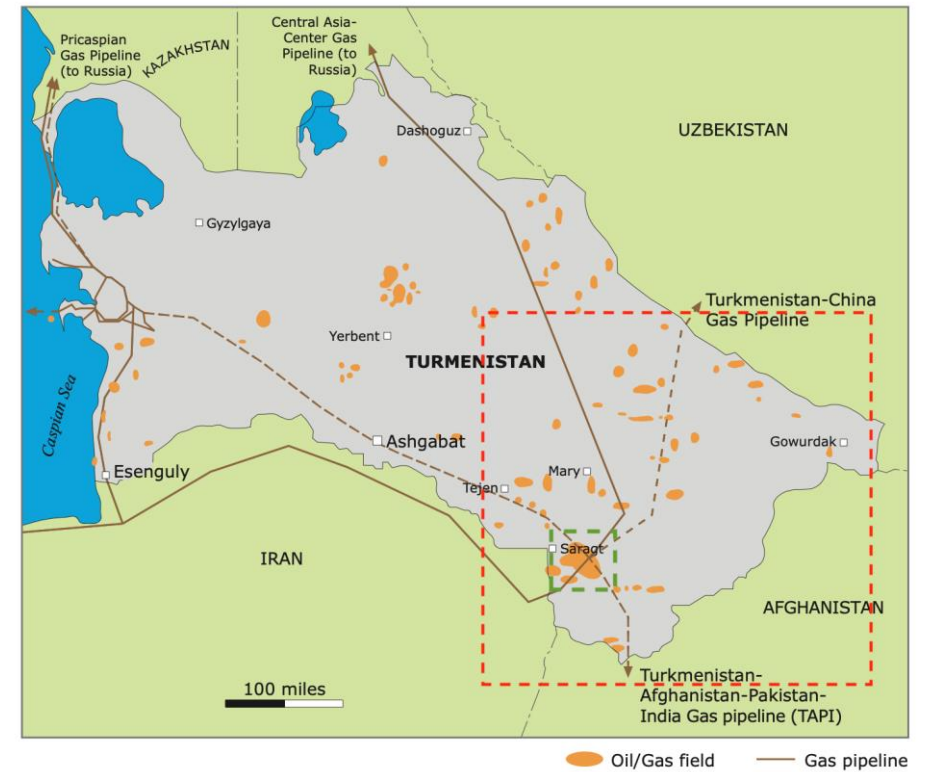 Pricaspian
Gas Pipeline
(to Russia)
KAZAKHSTAN
Central Asia-
Center Gas
Pipeline (to
Russia)
Dashoguz
UZBEKISTAN
Gyzylgaya
Turkmenistan-China
Gas Pipeline
Yerbent
TURMENISTAN
Caspian Sea
Ashgabat
Gowurdak
Esenguly
Mary
Tejen
Saragt
IRAN
AFGHANISTAN
100 miles
Turkmenistan-
Afghanistan-Pakistan-
India Gas pipeline (TAPI)
Oil/Gas field
Gas pipeline